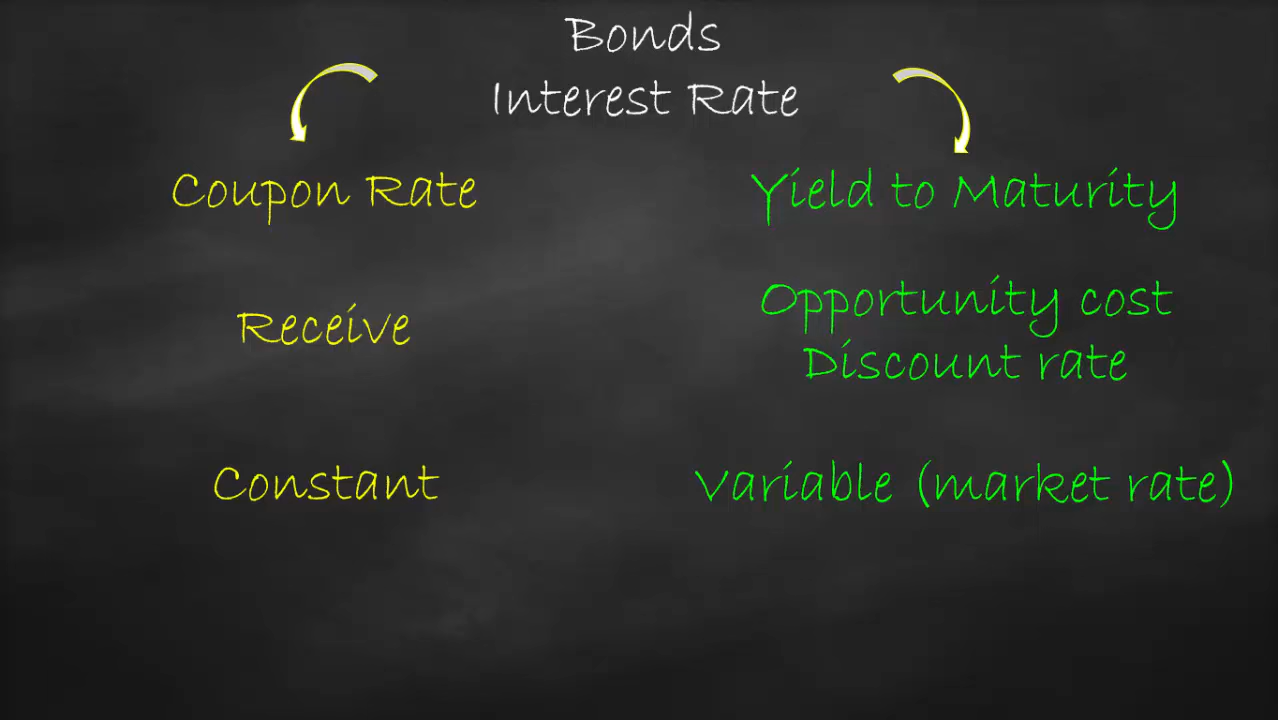 Bonds
Interest Rate
Coupon Rate
Yield to Maturity
Receive
Opportunity cost
Discount rate
Constant
Variable (market rate)